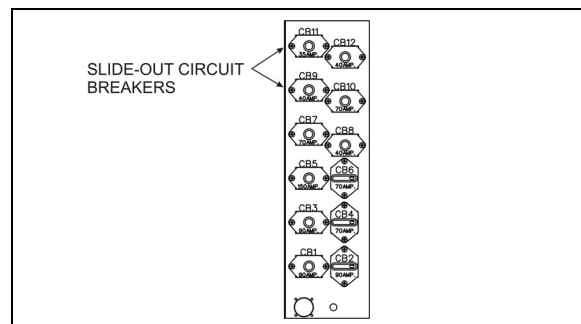 CB11
CB12
35AMP.
40AMP.
SLIDE-OUT CIRCUIT
BREAKERS
CB9
CB10
40AMP.
70AMP.
CB7
CB8
70AMP.
40AMP.
CB5
CB6
150AMP.
70AMP.
CB3
CB4
90AMP.
70AMP.
CB1
CB2
90AMP.
90AMP.